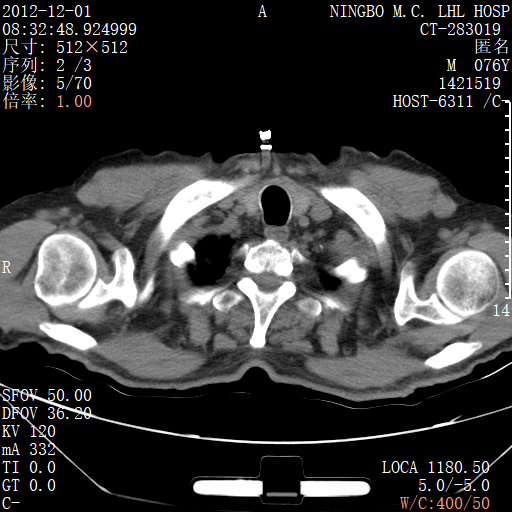 2012-12-01
08:32:48.924999
尺寸: 512×512
序列: 2 /3
影像: 5/70
倍率: 1.00
A
NINGBO M.C. LHL HOSP
CT-283019
匿名
M 076Y
1421519
HOST-6311 /C-
R
14
SFOV 50.00
DFOV 36.20
KV 120
mA 332
TI 0.0
GT 0.0
C-
LOCA 1180.50
5.0/-5.0
W/C:400/50